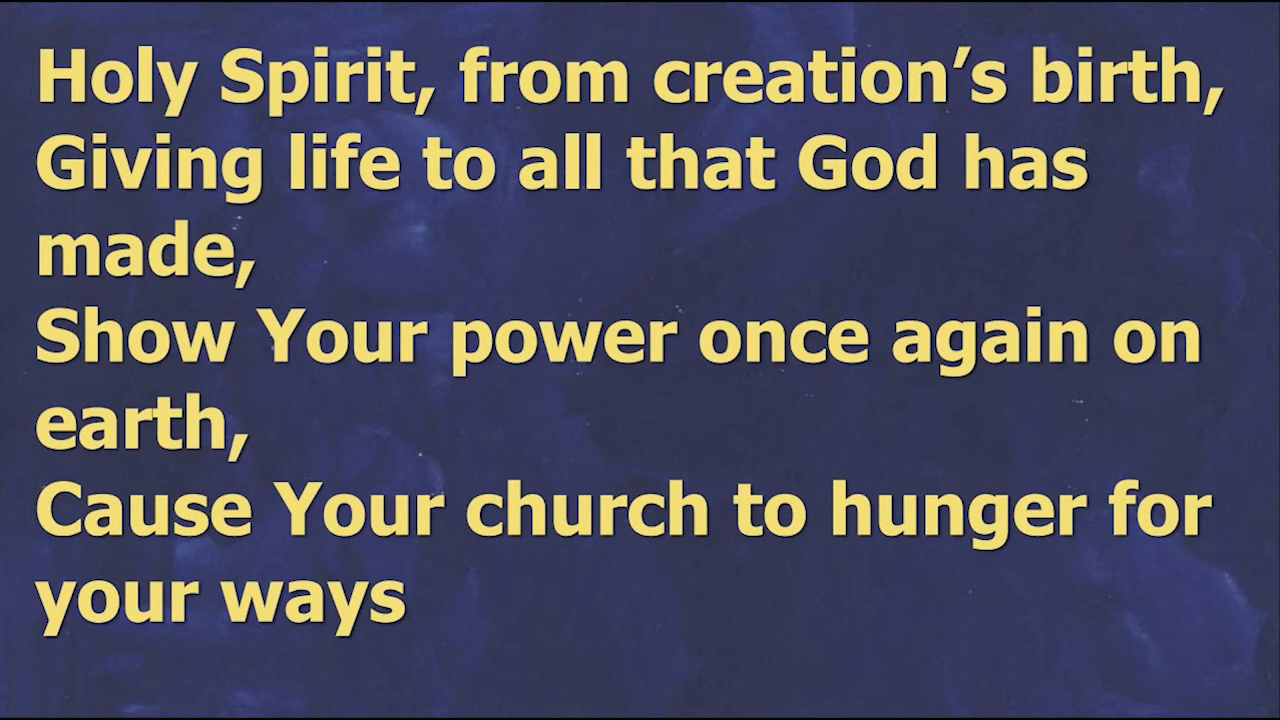 Holy Spirit, from creation’s birth,
Giving life to all that God has
made,
Show Your power once again on
earth,
Cause Your church to hunger for
your ways